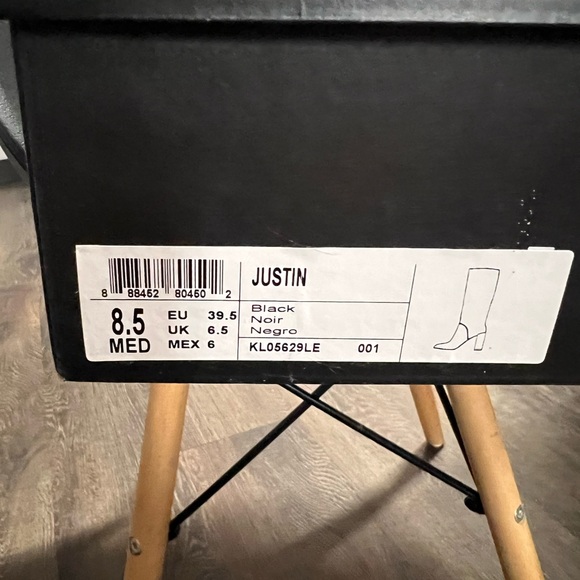 JUSTIN
8 88452 80450 2
8.5
MED
EU 39.5
UK 6.5
MEX 6
Black
Noir
Negro
KL05629LE 001